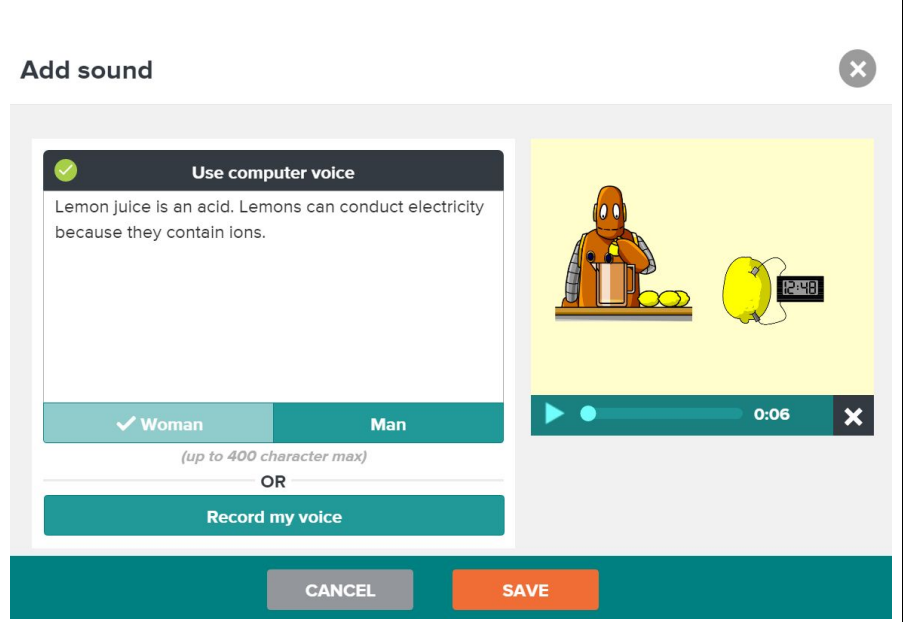 Add sound
Use computer voice
Lemon juice is an acid. Lemons can conduct electricity
because they contain ions.
Woman
Man
(up to 400 character max)
OR
Record my voice
12:48
0:06
CANCEL
SAVE